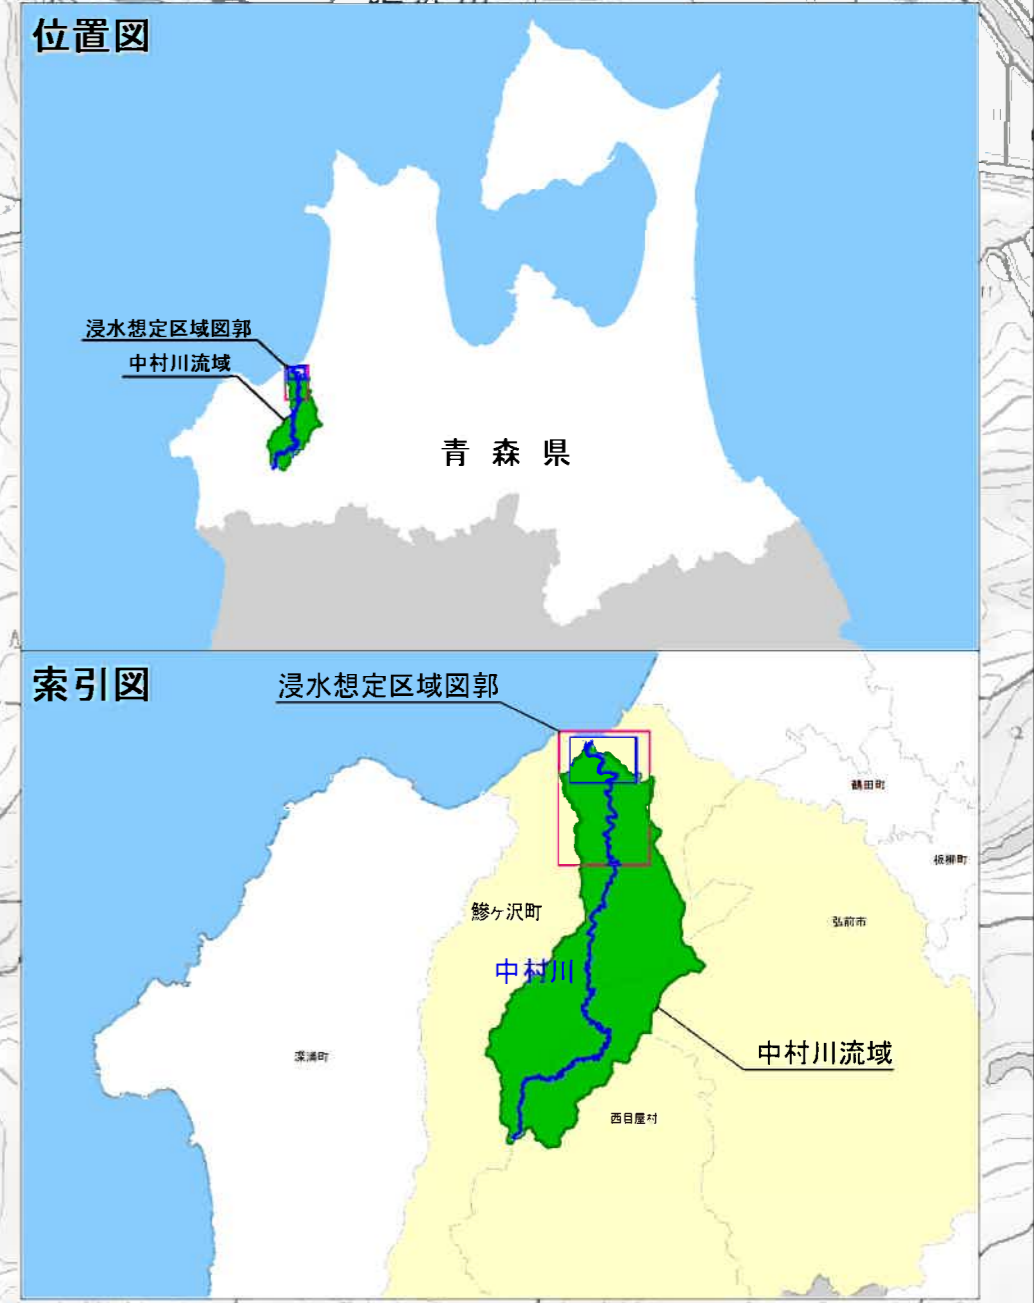 位置図
浸水想定区域図郭
中村川流域
青森県
索引図
浸水想定区域図郭
鶴田町
板柳町
鰺ヶ沢町
弘前市
中村川
中村川流域
深浦町
西目屋村